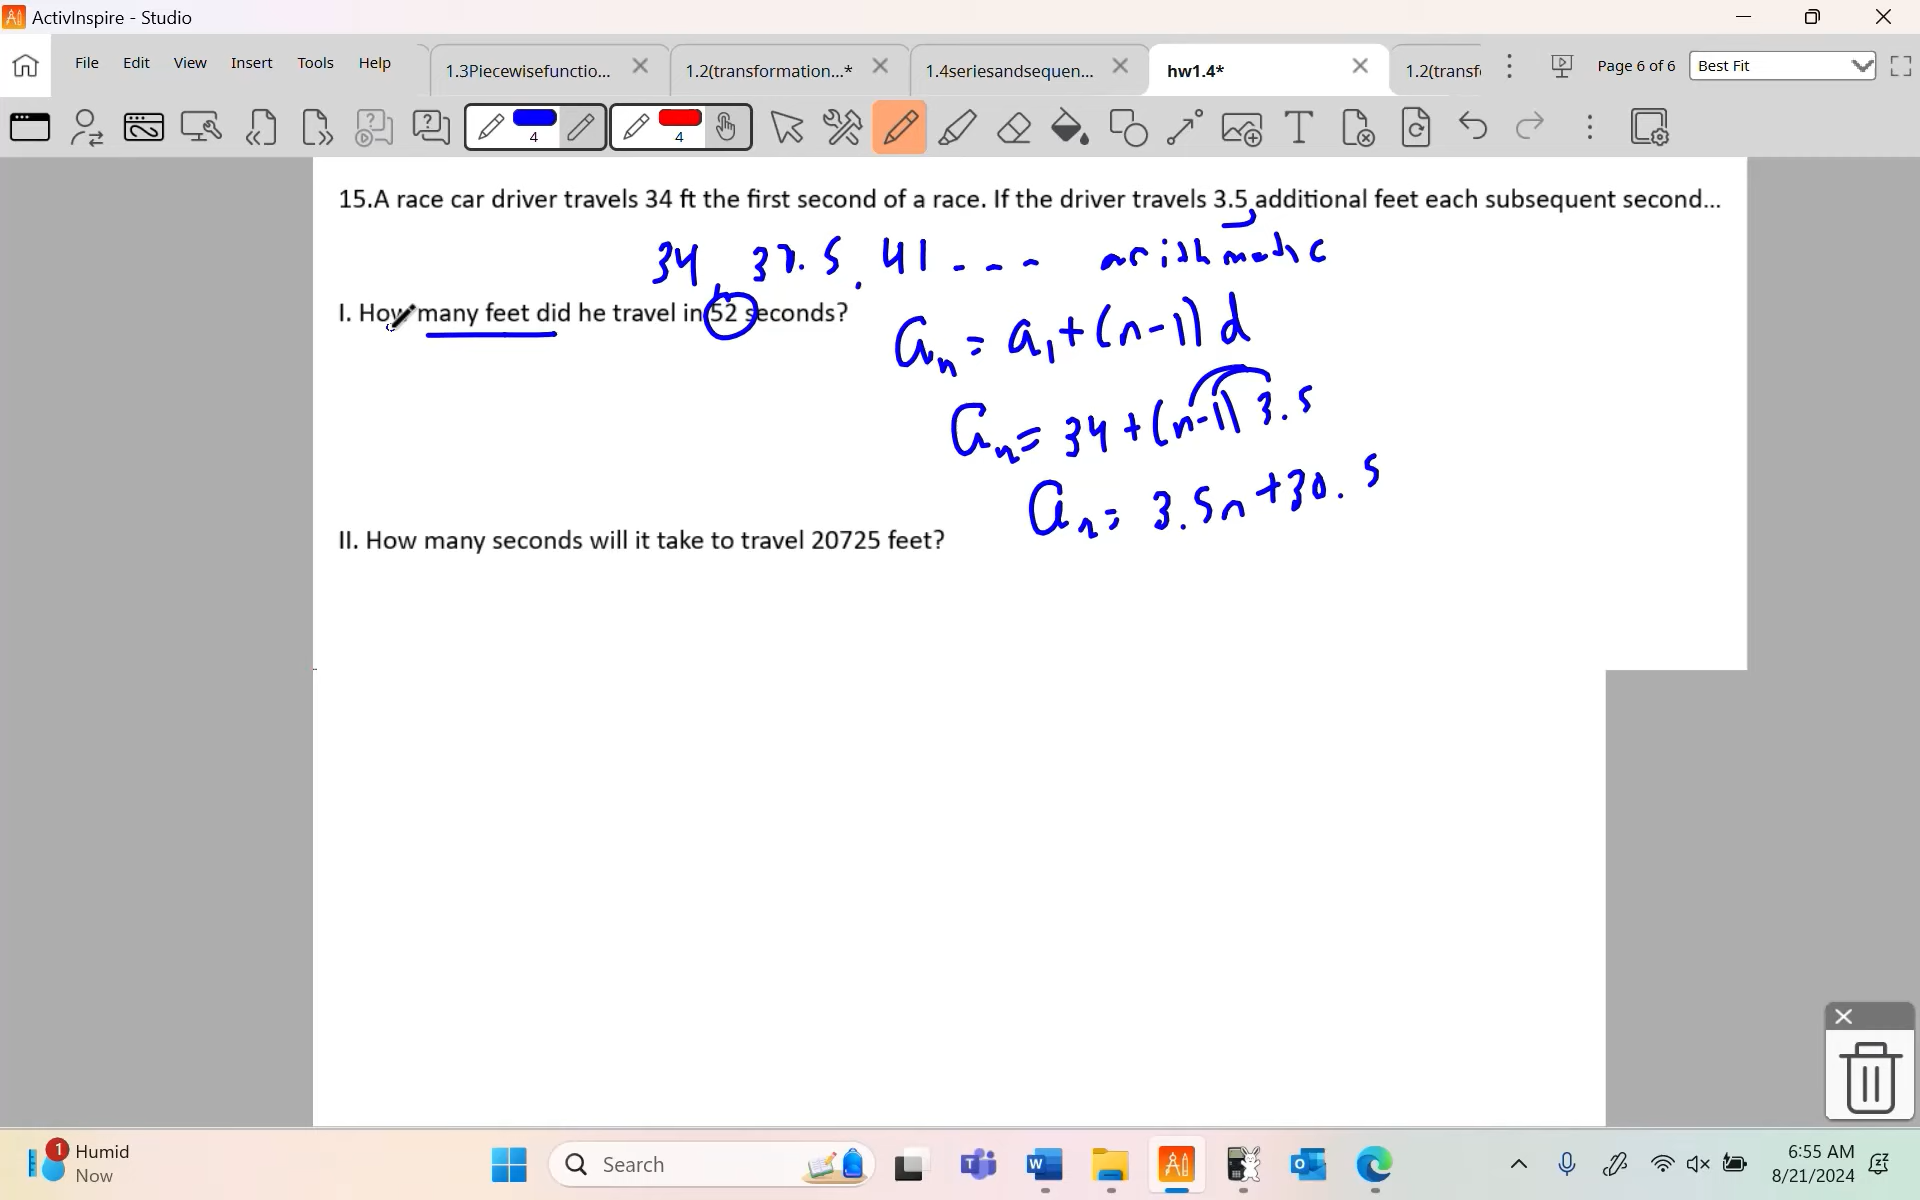 ActivInspire - Studio
File Edit View Insert Tools Help
1.3Piecewisefunctio... 1.2(transformation...* 1.4seriesandsequen... hw1.4* 1.2(transf
Page 6 of 6 Best Fit
4 4
15.A race car driver travels 34 ft the first second of a race. If the driver travels 3.5 additional feet each subsequent second...
34, 37.5, 41 - - - arithmetic
I. How many feet did he travel in 52 seconds?
aₙ = a₁ + (n-1) d
aₙ = 34 + (n-1) 3.5
aₙ = 3.5n + 30.5
II. How many seconds will it take to travel 20725 feet?
1 Humid
Now
Search
6:55 AM
8/21/2024